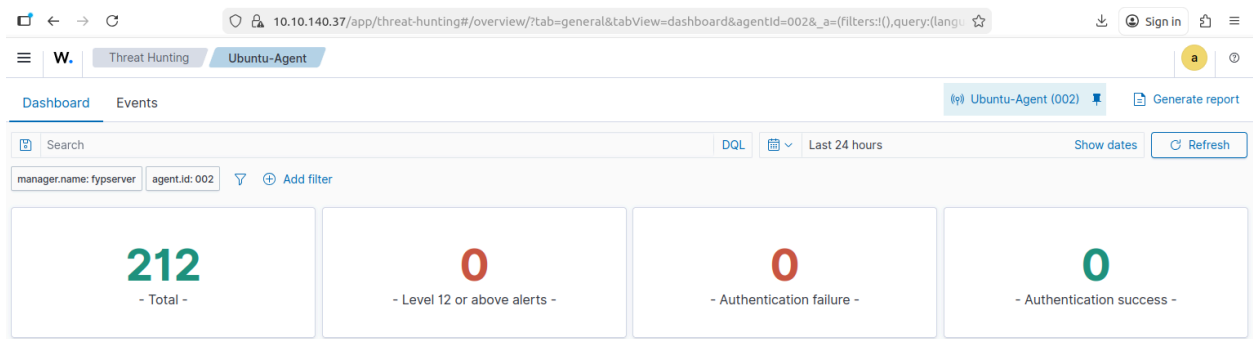 10.10.140.37/app/threat-hunting#/overview/?tab=general&tabView=dashboard&agentId=002&_a=(filters:!(),query:(langu
Sign in
W.
Threat Hunting
Ubuntu-Agent
a
Dashboard
Events
Ubuntu-Agent (002)
Generate report
Search
DQL
Last 24 hours
Show dates
Refresh
manager.name: fypserver
agent.id: 002
Add filter
212
- Total -
0
- Level 12 or above alerts -
0
- Authentication failure -
0
- Authentication success -